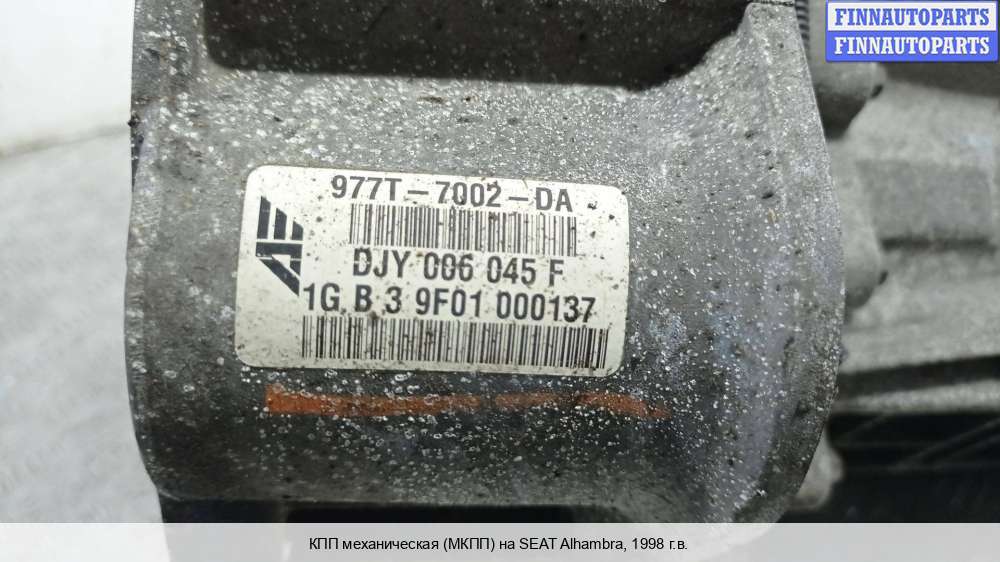 FINNAUTOPARTS
FINNAUTOPARTS
977T-7002-DA
AE
DJY 006 045 F
1G B 3 9F01 000137
КПП механическая (МКПП) на SEAT Alhambra, 1998 г.в.